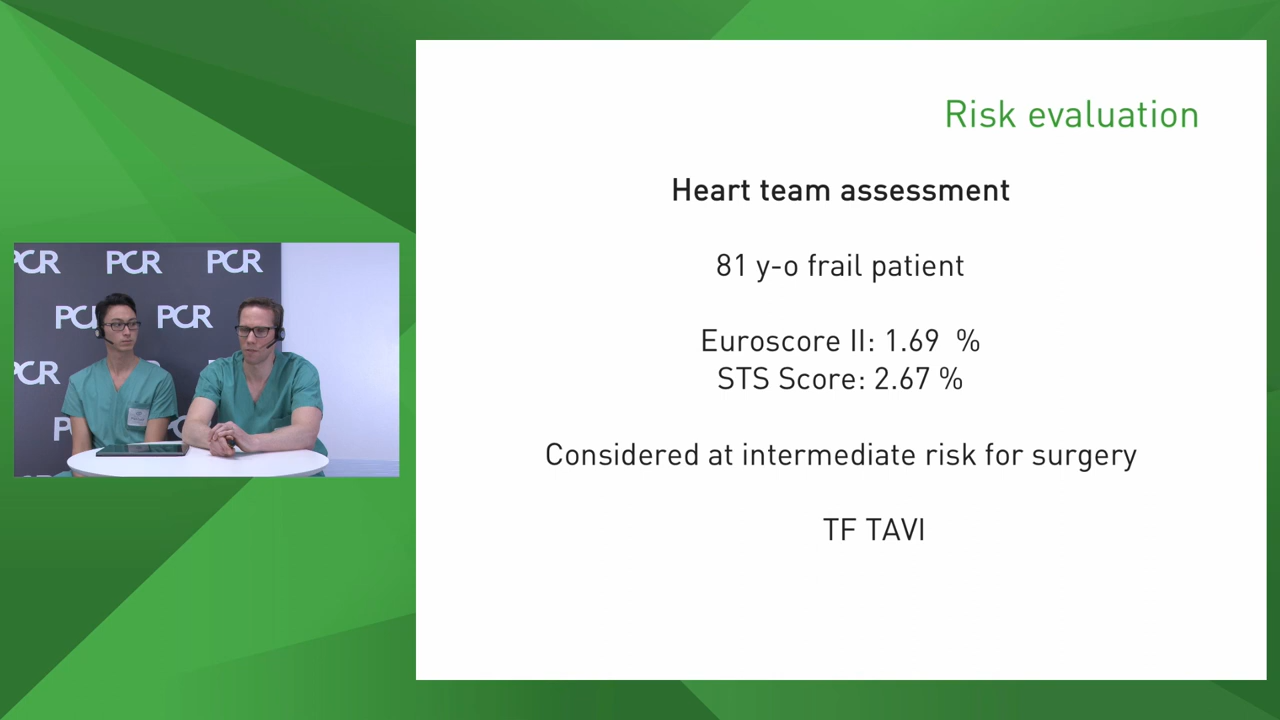 Risk evaluation
Heart team assessment
81 y-o frail patient
Euroscore II: 1.69 %
STS Score: 2.67 %
Considered at intermediate risk for surgery
TF TAVI
PCR PCR PCR
PCR PCR
PCR